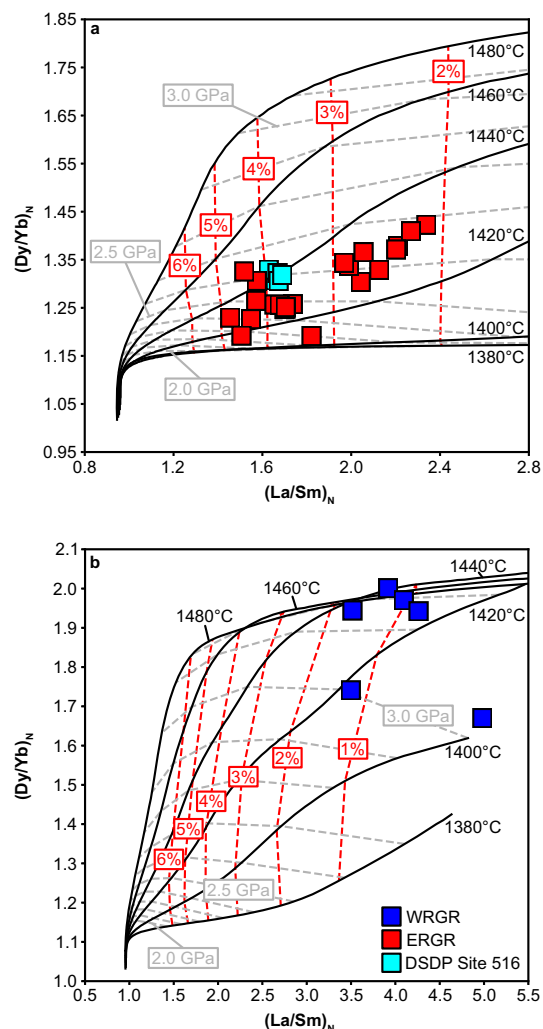 a
1.85
1.75
1.65
1.55
1.45
1.35
1.25
1.15
1.05
0.95
(Dy/Yb)N
0.8
1.2
1.6
2.0
2.4
2.8
(La/Sm)N
1480°C
1460°C
1440°C
1420°C
1400°C
1380°C
2%
3%
4%
5%
6%
3.0 GPa
2.5 GPa
2.0 GPa
b
2.1
2.0
1.9
1.8
1.7
1.6
1.5
1.4
1.3
1.2
1.1
1.0
(Dy/Yb)N
0.5
1.0
1.5
2.0
2.5
3.0
3.5
4.0
4.5
5.0
5.5
(La/Sm)N
1480°C
1460°C
1440°C
1420°C
1400°C
1380°C
1%
2%
3%
4%
5%
6%
3.0 GPa
2.5 GPa
2.0 GPa
WRGR
ERGR
DSDP Site 516